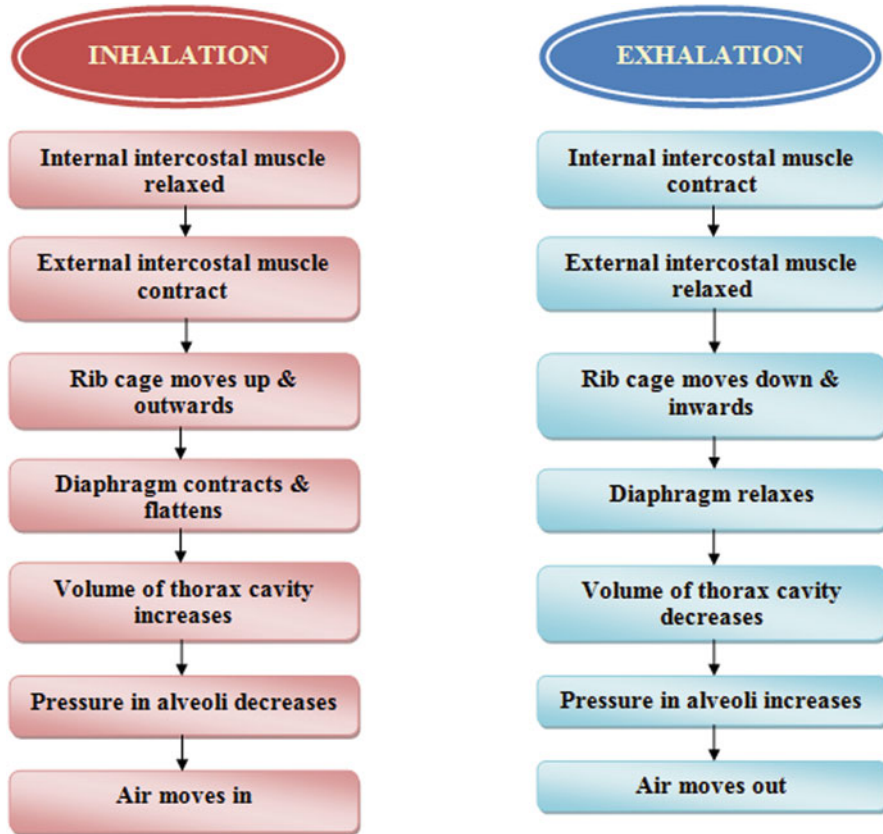 INHALATION
Internal intercostal muscle
relaxed
External intercostal muscle
contract
Rib cage moves up &
outwards
Diaphragm contracts &
flattens
Volume of thorax cavity
increases
Pressure in alveoli decreases
Air moves in
EXHALATION
Internal intercostal muscle
contract
External intercostal muscle
relaxed
Rib cage moves down &
inwards
Diaphragm relaxes
Volume of thorax cavity
decreases
Pressure in alveoli increases
Air moves out